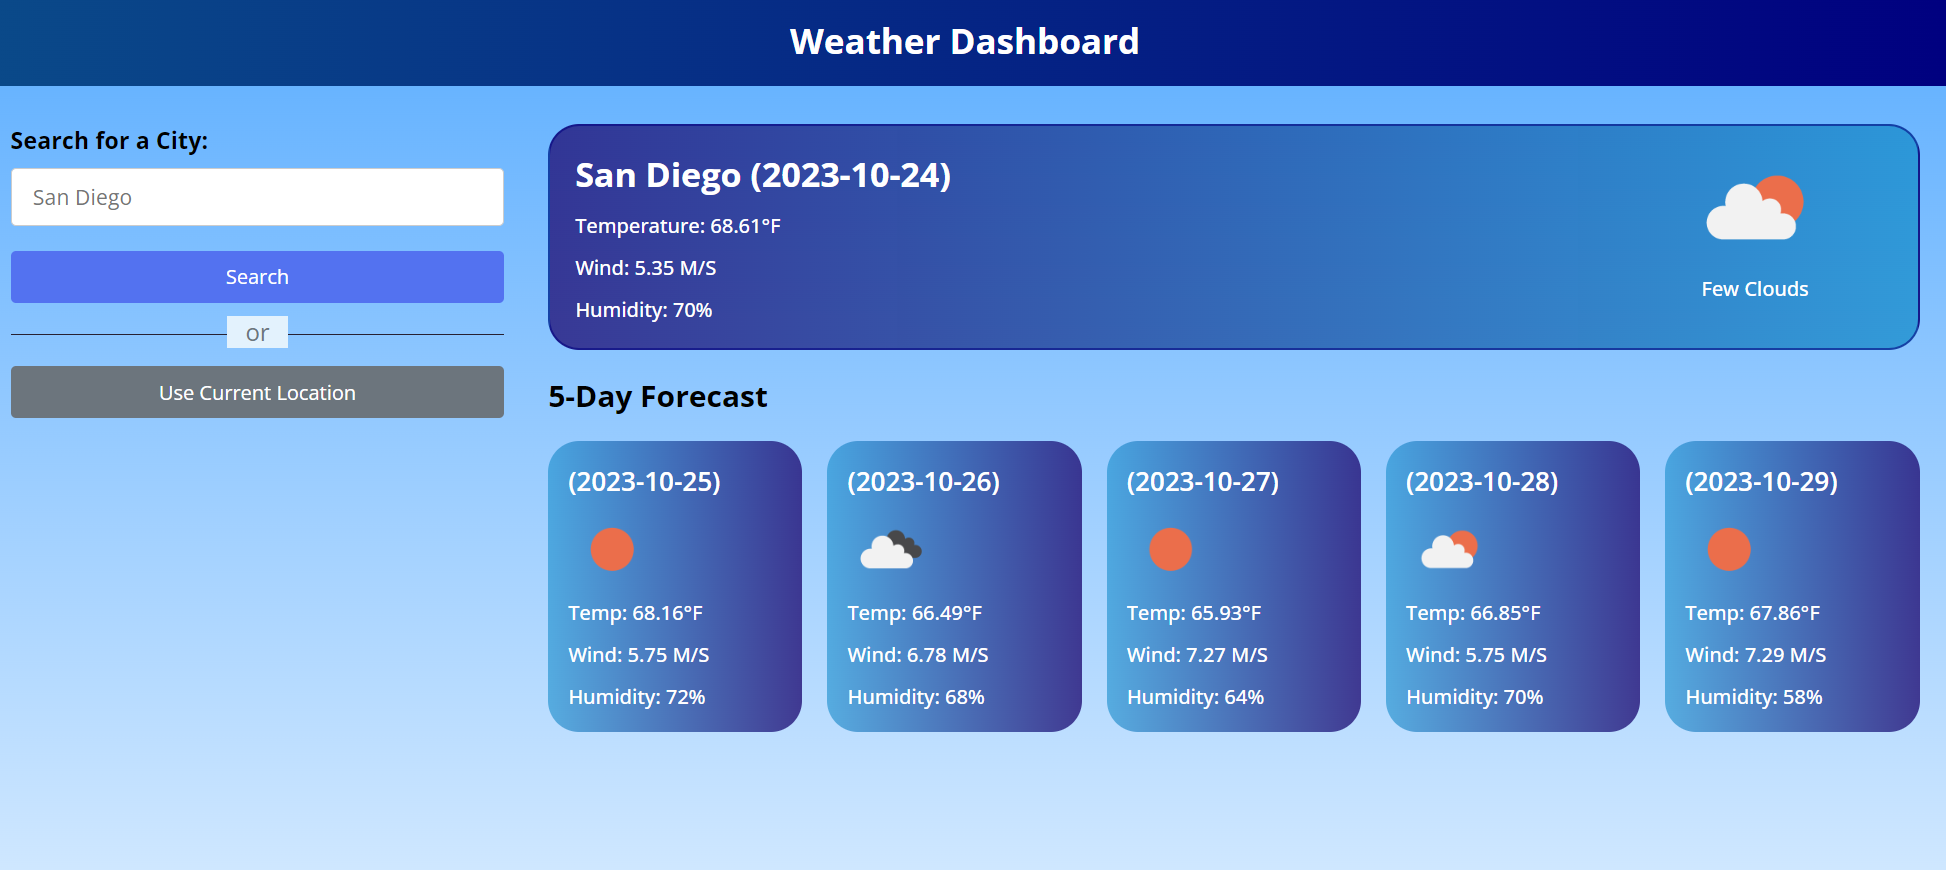 Weather Dashboard
Search for a City:
San Diego
Search
or
Use Current Location
San Diego (2023-10-24)
Temperature: 68.61°F
Wind: 5.35 M/S
Humidity: 70%
Few Clouds
5-Day Forecast
(2023-10-25)
Temp: 68.16°F
Wind: 5.75 M/S
Humidity: 72%
(2023-10-26)
Temp: 66.49°F
Wind: 6.78 M/S
Humidity: 68%
(2023-10-27)
Temp: 65.93°F
Wind: 7.27 M/S
Humidity: 64%
(2023-10-28)
Temp: 66.85°F
Wind: 5.75 M/S
Humidity: 70%
(2023-10-29)
Temp: 67.86°F
Wind: 7.29 M/S
Humidity: 58%